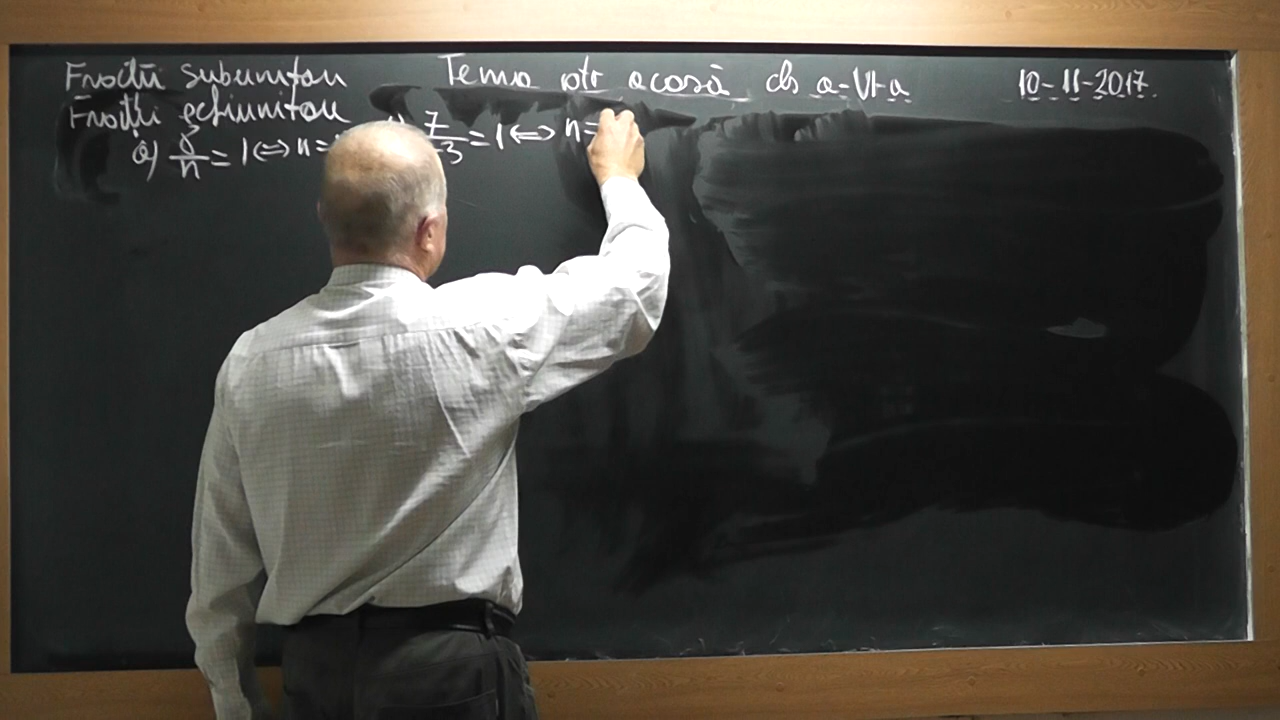 Fracții subunitare Tema ptr acasă cls a-VI-a 10-11-2017
Fracții echiunitare
a) 8/n = 1 ⇔ n = 7/ -3 = 1 ⇔ n =